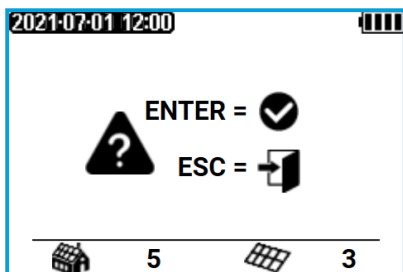 2021-07-01 12:00
?
ENTER =
ESC =
5 3